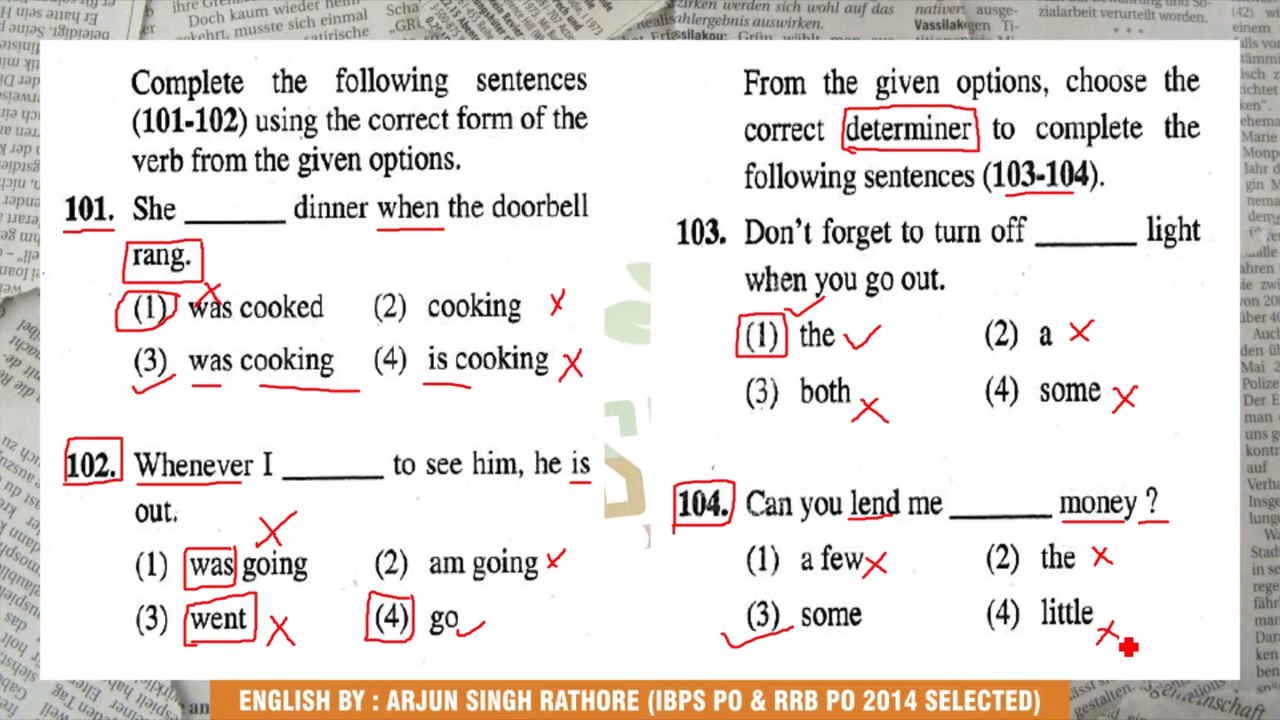 Complete the following sentences
(101-102) using the correct form of the
verb from the given options.
101. She ________ dinner when the doorbell
rang.
(1) was cooked (2) cooking
(3) was cooking (4) is cooking
102. Whenever I ________ to see him, he is
out.
(1) was going (2) am going
(3) went (4) go
From the given options, choose the
correct determiner to complete the
following sentences (103-104).
103. Don't forget to turn off ________ light
when you go out.
(1) the (2) a
(3) both (4) some
104. Can you lend me ________ money ?
(1) a few (2) the
(3) some (4) little
ENGLISH BY : ARJUN SINGH RATHORE (IBPS PO & RRB PO 2014 SELECTED)